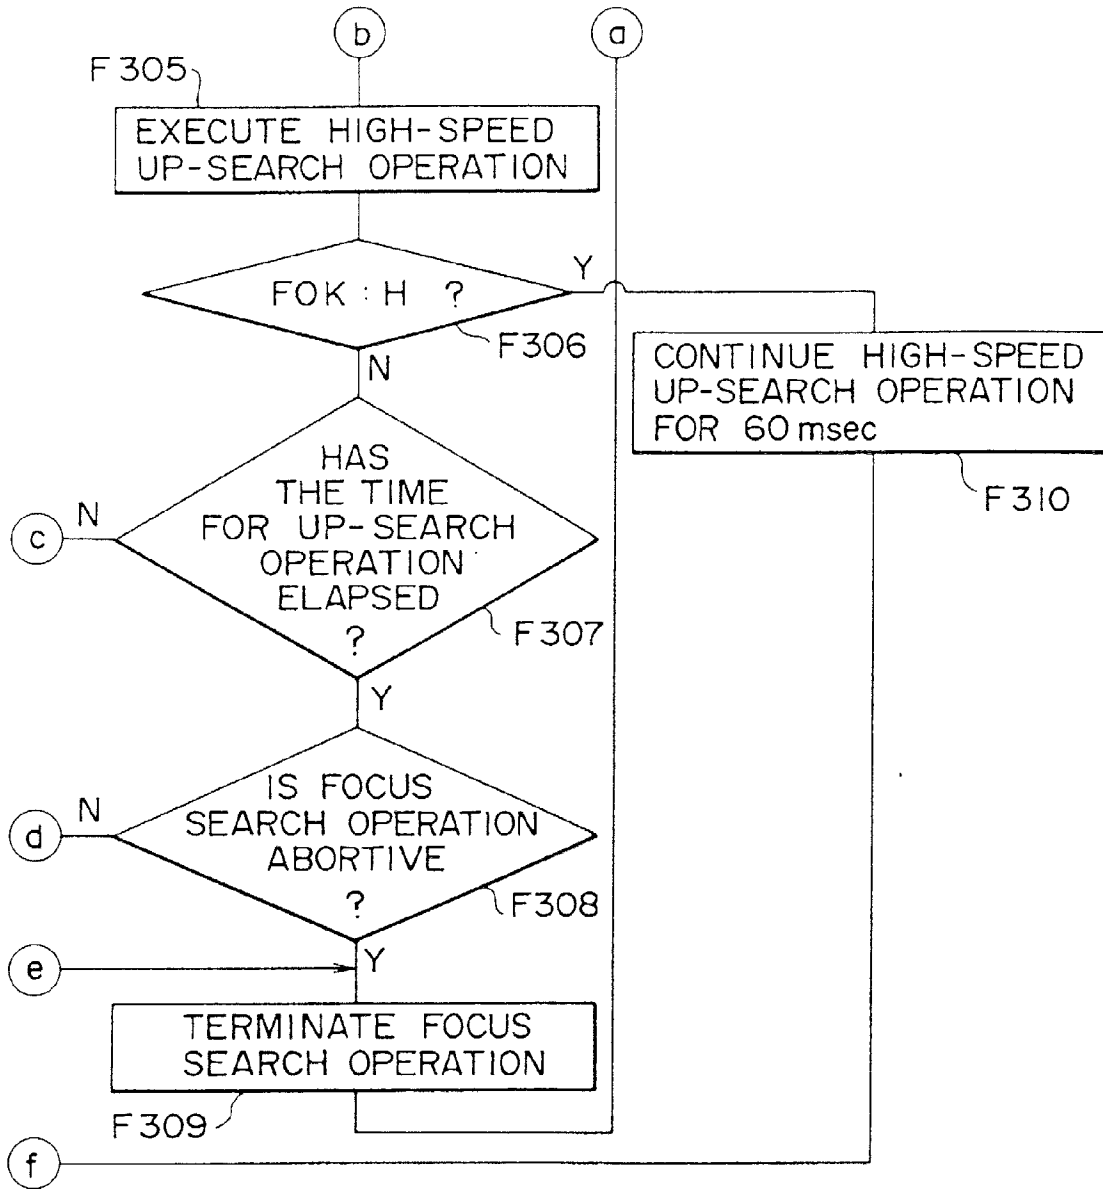 b
a
F305
EXECUTE HIGH-SPEED
UP-SEARCH OPERATION
FOK : H ?
Y
F306
N
CONTINUE HIGH-SPEED
UP-SEARCH OPERATION
FOR 60 msec
F310
HAS
THE TIME
FOR UP-SEARCH
OPERATION
ELAPSED
?
N
c
F307
Y
IS FOCUS
SEARCH OPERATION
ABORTIVE
?
N
d
F308
Y
e
TERMINATE FOCUS
SEARCH OPERATION
F309
f